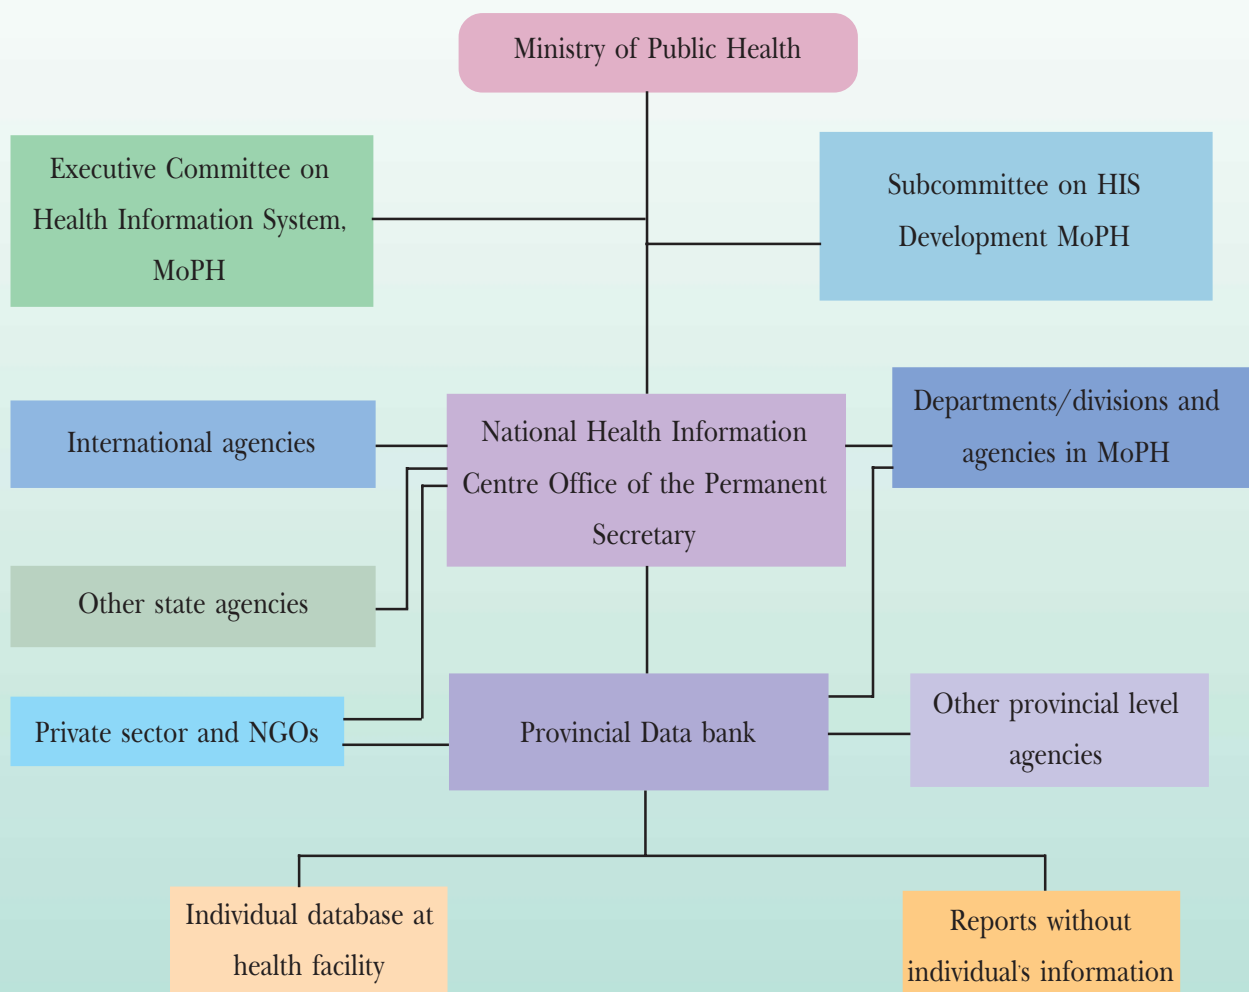 Ministry of Public Health
Executive Committee on
Health Information System,
MoPH
Subcommittee on HIS
Development MoPH
International agencies
National Health Information
Centre Office of the Permanent
Secretary
Departments/divisions and
agencies in MoPH
Other state agencies
Private sector and NGOs
Provincial Data bank
Other provincial level
agencies
Individual database at
health facility
Reports without
individual's information